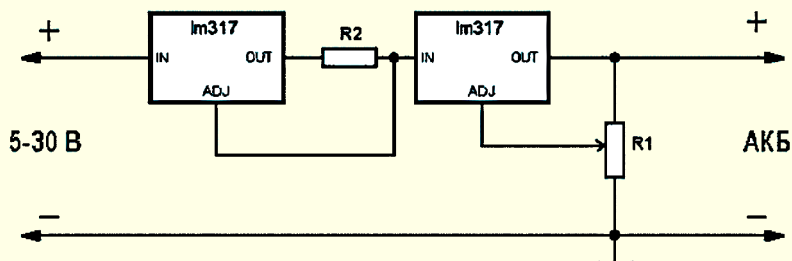 + lm317 R2 lm317 +
IN OUT IN OUT
ADJ ADJ
5-30 В R1 АКБ
− −